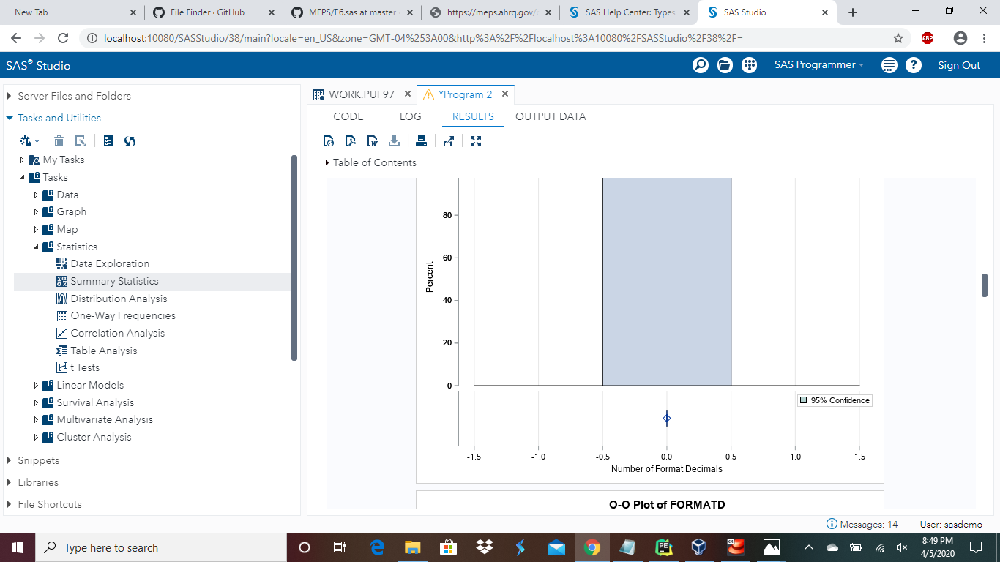 New Tab
File Finder · GitHub
MEPS/E6.sas at master
https://meps.ahrq.gov/
SAS Help Center: Types
SAS Studio
localhost:10080/SASStudio/38/main?locale=en_US&zone=GMT-04%253A00&http%3A%2F%2Flocalhost%3A10080%2FSASStudio%2F38%2F=
ABP
SAS® Studio
SAS Programmer
Sign Out
Server Files and Folders
Tasks and Utilities
My Tasks
Tasks
Data
Graph
Map
Statistics
Data Exploration
Summary Statistics
Distribution Analysis
One-Way Frequencies
Correlation Analysis
Table Analysis
t Tests
Linear Models
Survival Analysis
Multivariate Analysis
Cluster Analysis
Snippets
Libraries
File Shortcuts
WORK.PUF97
*Program 2
CODE LOG RESULTS OUTPUT DATA
Table of Contents
80
60
40
20
0
Percent
95% Confidence
-1.5 -1.0 -0.5 0.0 0.5 1.0 1.5
Number of Format Decimals
Q-Q Plot of FORMATD
Messages: 14
User: sasdemo
Type here to search
8:49 PM
4/5/2020